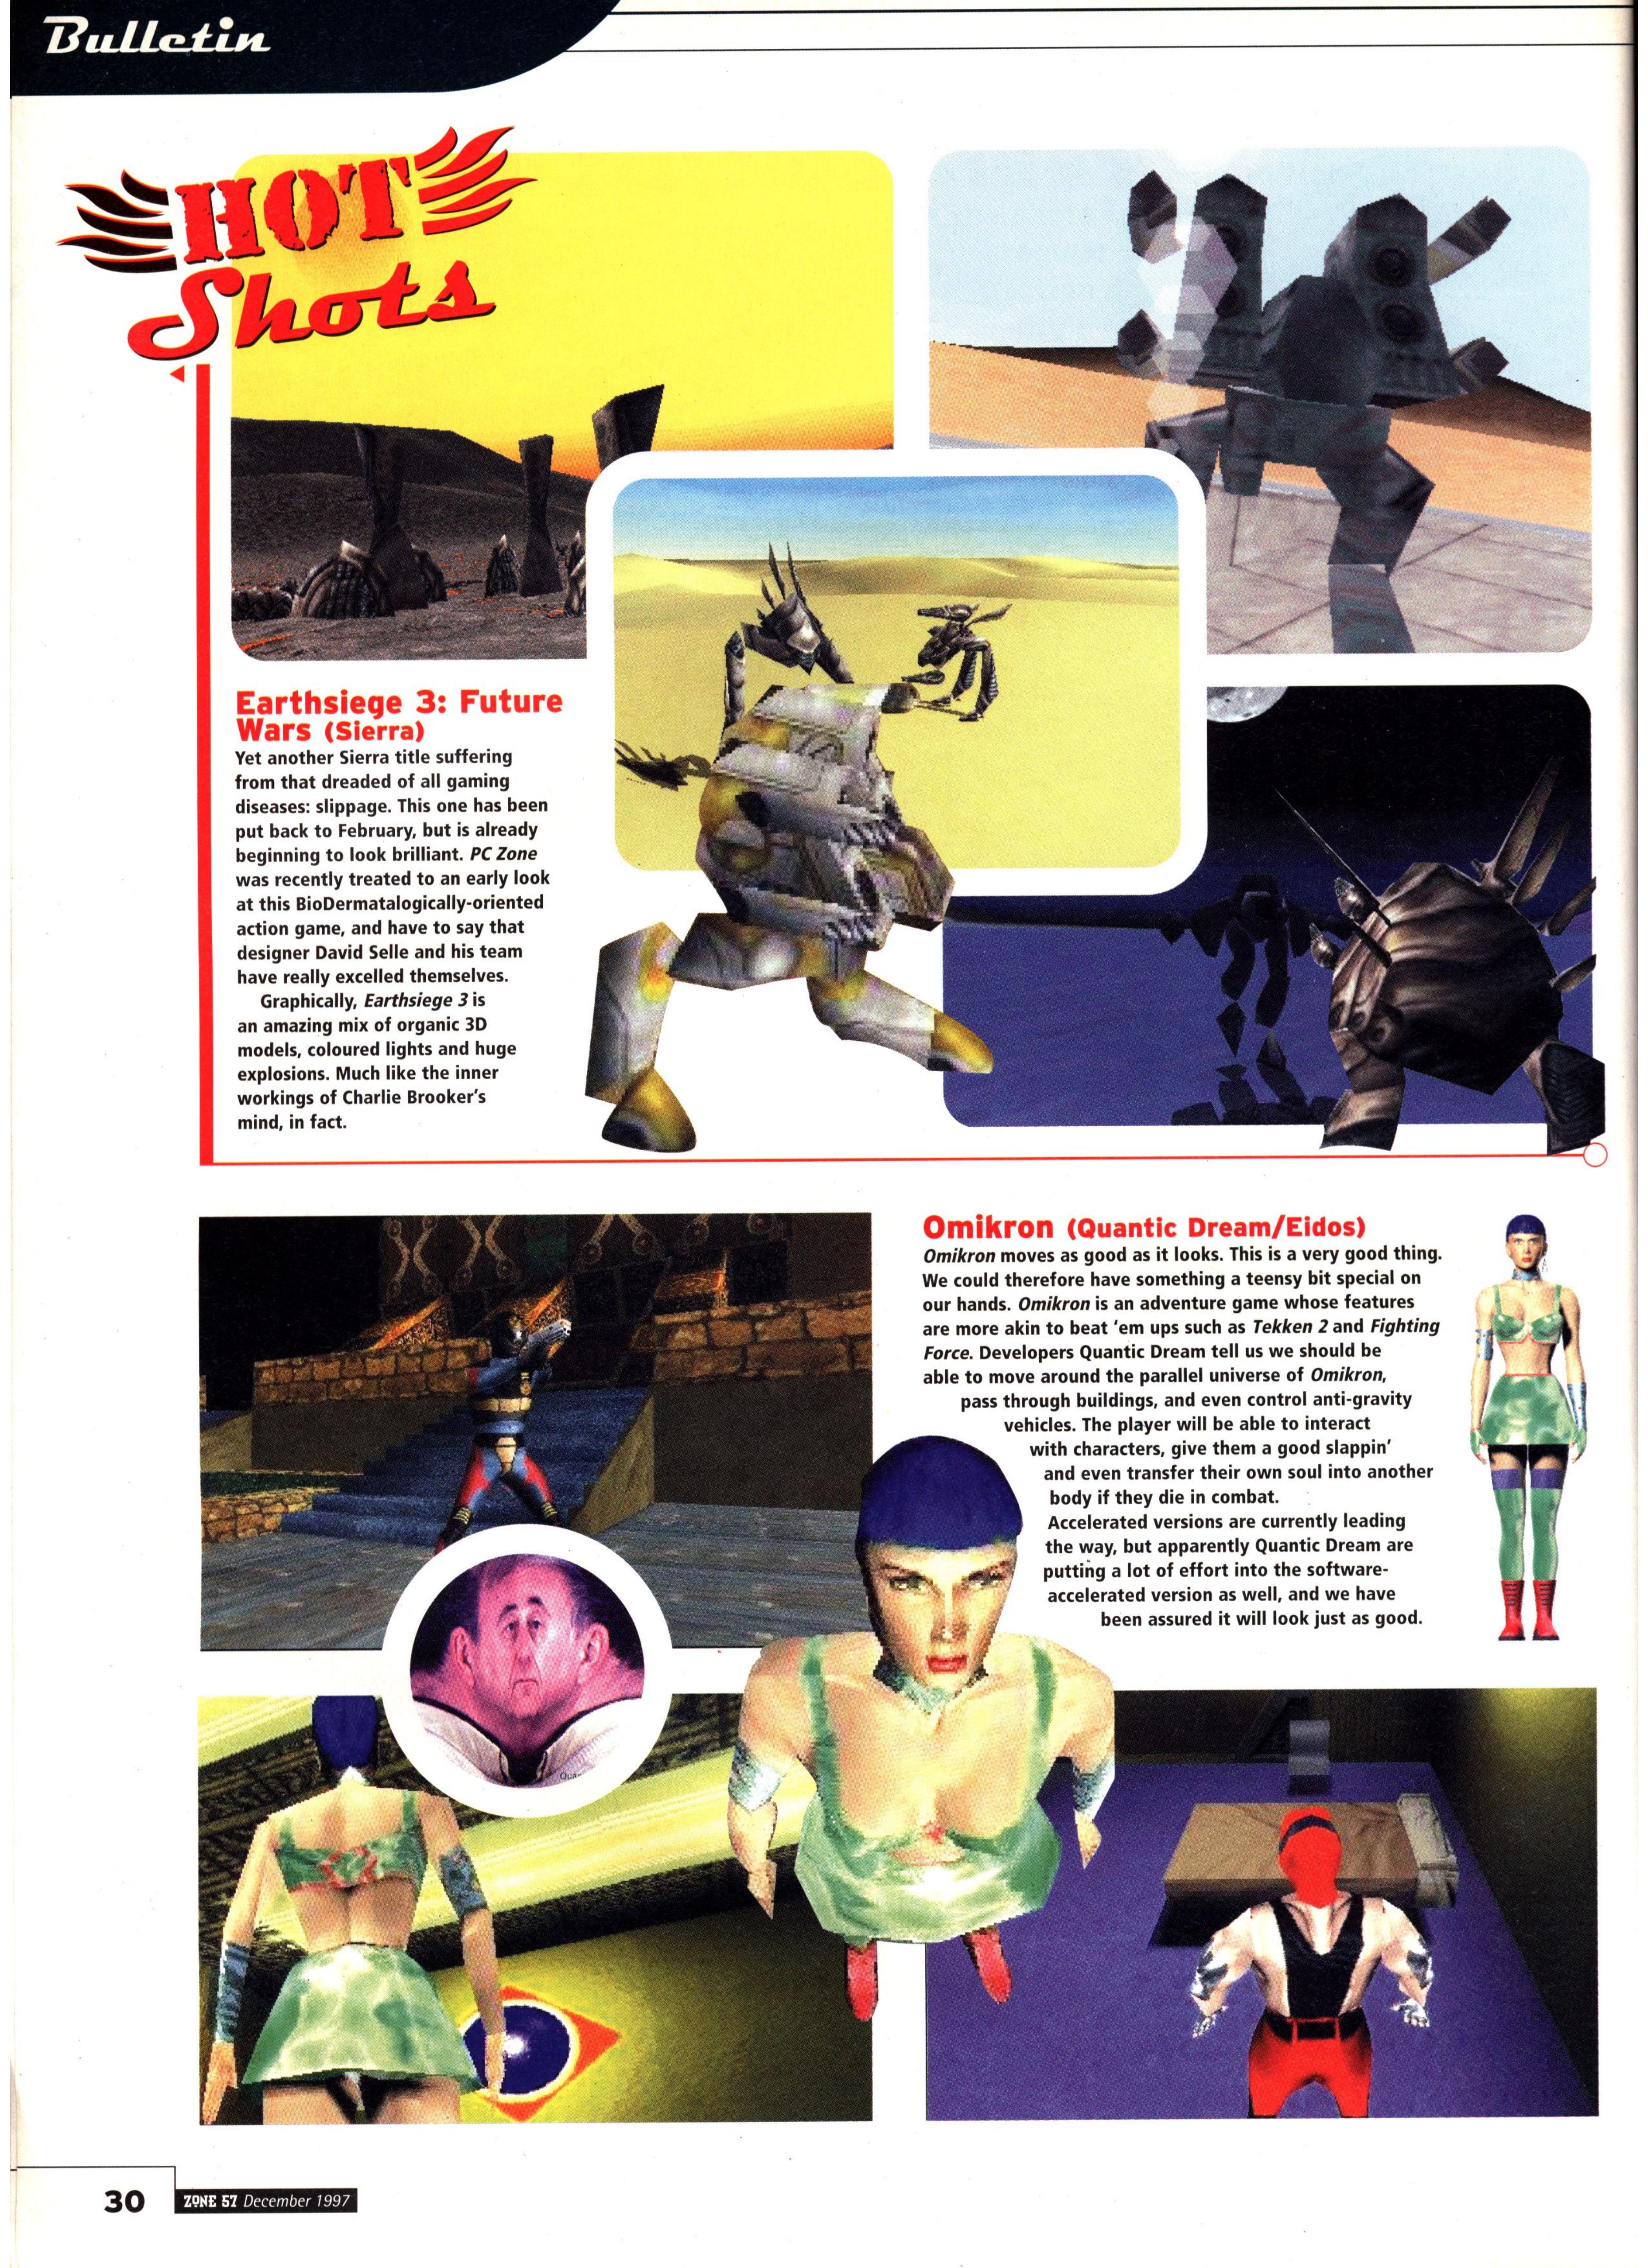 Bulletin
HOT
Shots
Earthsiege 3: Future
Wars (Sierra)
Yet another Sierra title suffering
from that dreaded of all gaming
diseases: slippage. This one has been
put back to February, but is already
beginning to look brilliant. PC Zone
was recently treated to an early look
at this BioDermatalogically-oriented
action game, and have to say that
designer David Selle and his team
have really excelled themselves.
Graphically, Earthsiege 3 is
an amazing mix of organic 3D
models, coloured lights and huge
explosions. Much like the inner
workings of Charlie Brooker's
mind, in fact.
Omikron (Quantic Dream/Eidos)
Omikron moves as good as it looks. This is a very good thing.
We could therefore have something a teensy bit special on
our hands. Omikron is an adventure game whose features
are more akin to beat 'em ups such as Tekken 2 and Fighting
Force. Developers Quantic Dream tell us we should be
able to move around the parallel universe of Omikron,
pass through buildings, and even control anti-gravity
vehicles. The player will be able to interact
with characters, give them a good slappin'
and even transfer their own soul into another
body if they die in combat.
Accelerated versions are currently leading
the way, but apparently Quantic Dream are
putting a lot of effort into the software-
accelerated version as well, and we have
been assured it will look just as good.
30
ZONE 57 December 1997